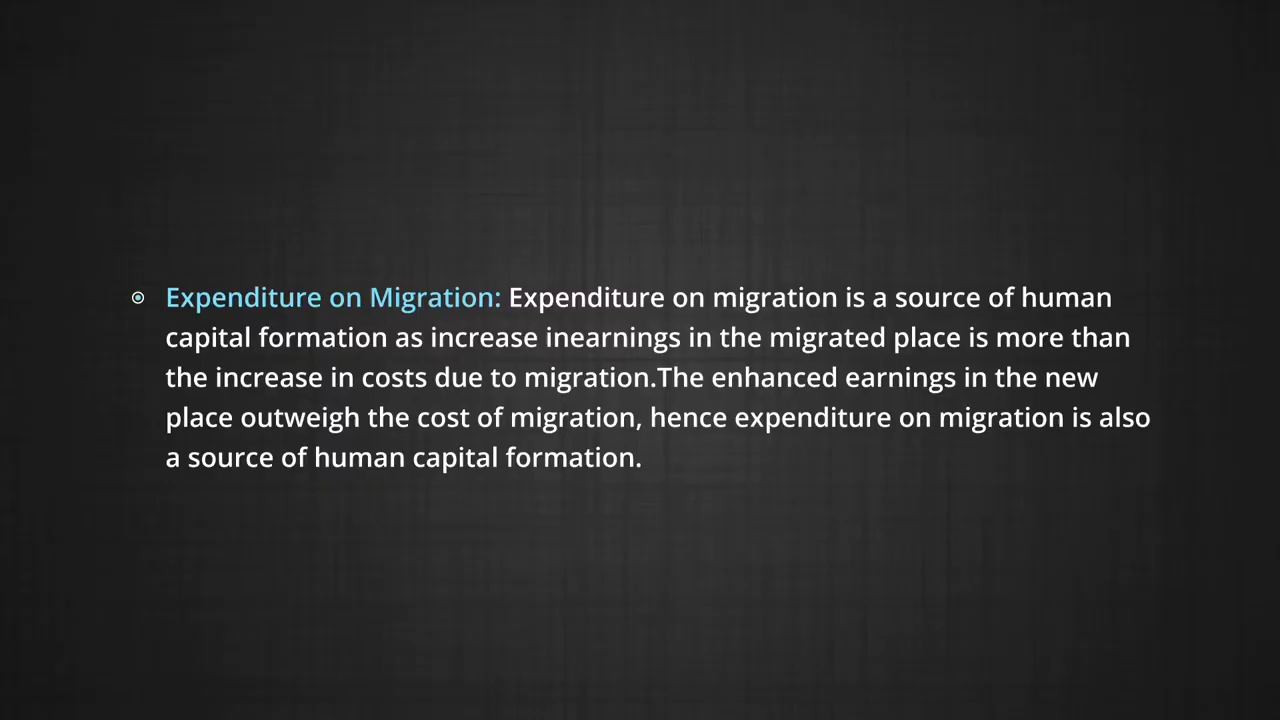 Expenditure on Migration: Expenditure on migration is a source of human
capital formation as increase inearnings in the migrated place is more than
the increase in costs due to migration.The enhanced earnings in the new
place outweigh the cost of migration, hence expenditure on migration is also
a source of human capital formation.